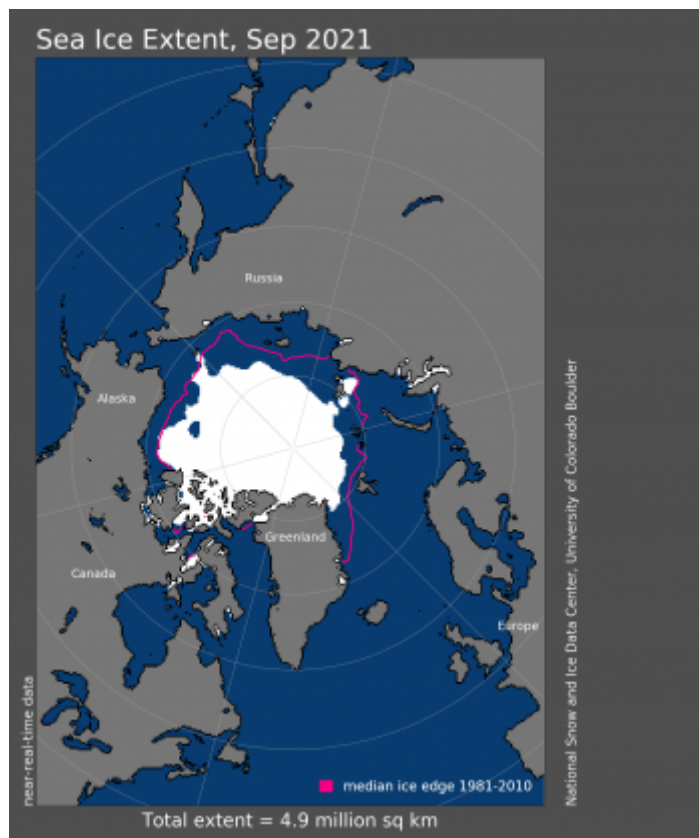 Sea Ice Extent, Sep 2021
Russia
Alaska
Greenland
Canada
Europe
near-real-time data
National Snow and Ice Data Center, University of Colorado Boulder
median ice edge 1981-2010
Total extent = 4.9 million sq km